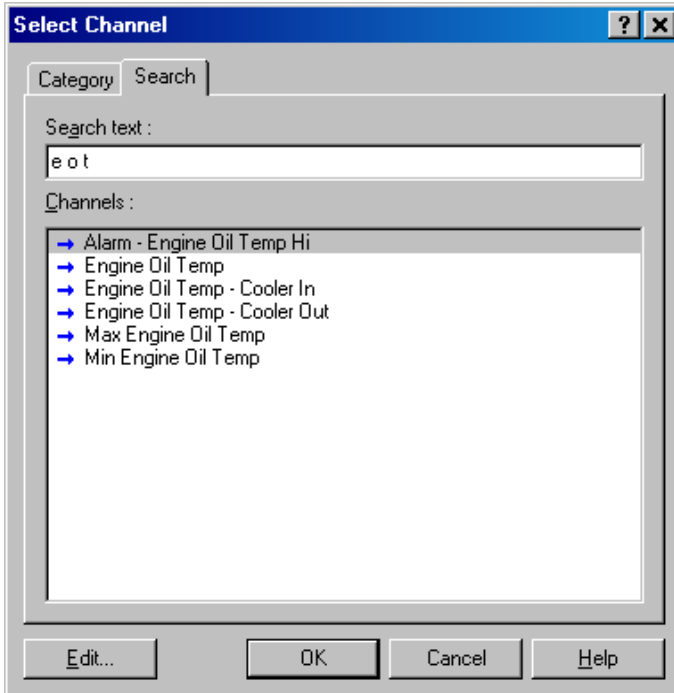 Select Channel
Category Search
Search text :
e o t
Channels :
Alarm - Engine Oil Temp Hi
Engine Oil Temp
Engine Oil Temp - Cooler In
Engine Oil Temp - Cooler Out
Max Engine Oil Temp
Min Engine Oil Temp
Edit... OK Cancel Help